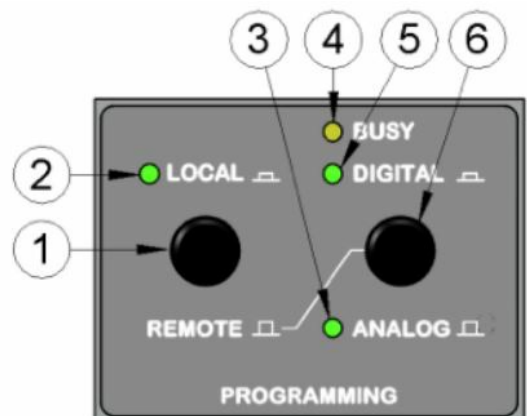 3 4 5 6
BUSY
2 LOCAL DIGITAL
1
REMOTE ANALOG
PROGRAMMING